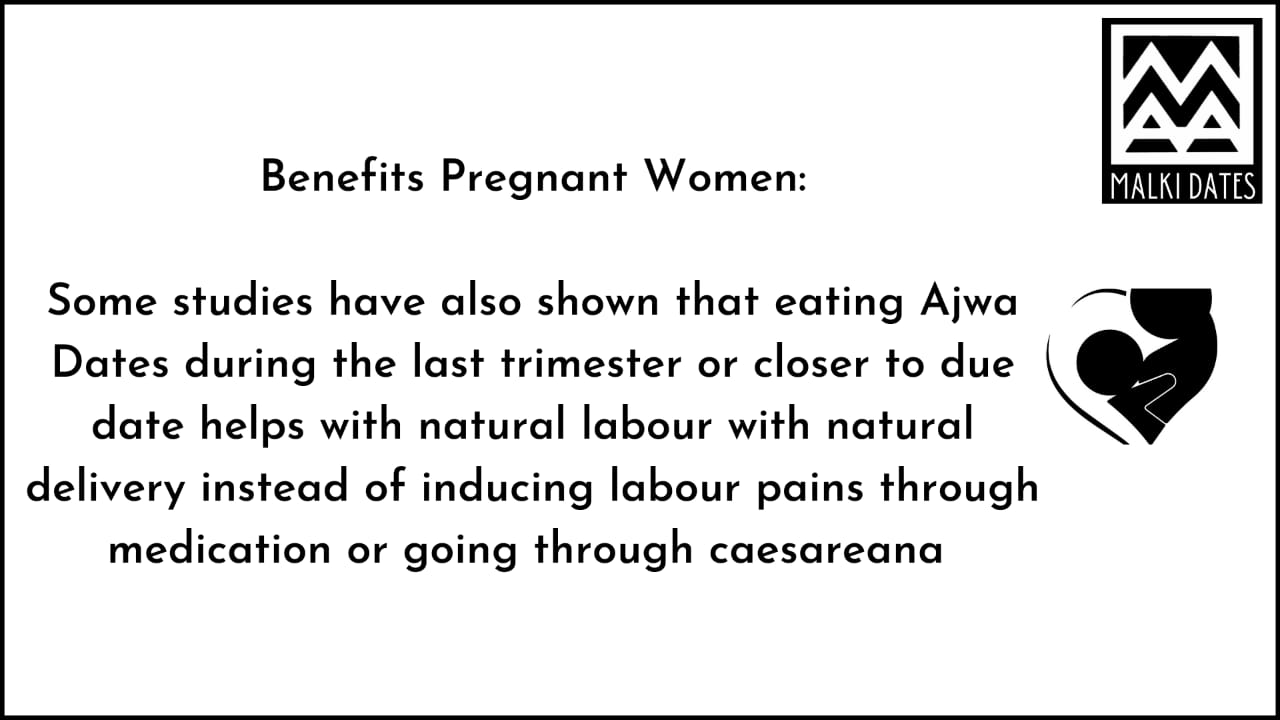 MALKI DATES
Benefits Pregnant Women:
Some studies have also shown that eating Ajwa
Dates during the last trimester or closer to due
date helps with natural labour with natural
delivery instead of inducing labour pains through
medication or going through caesareana